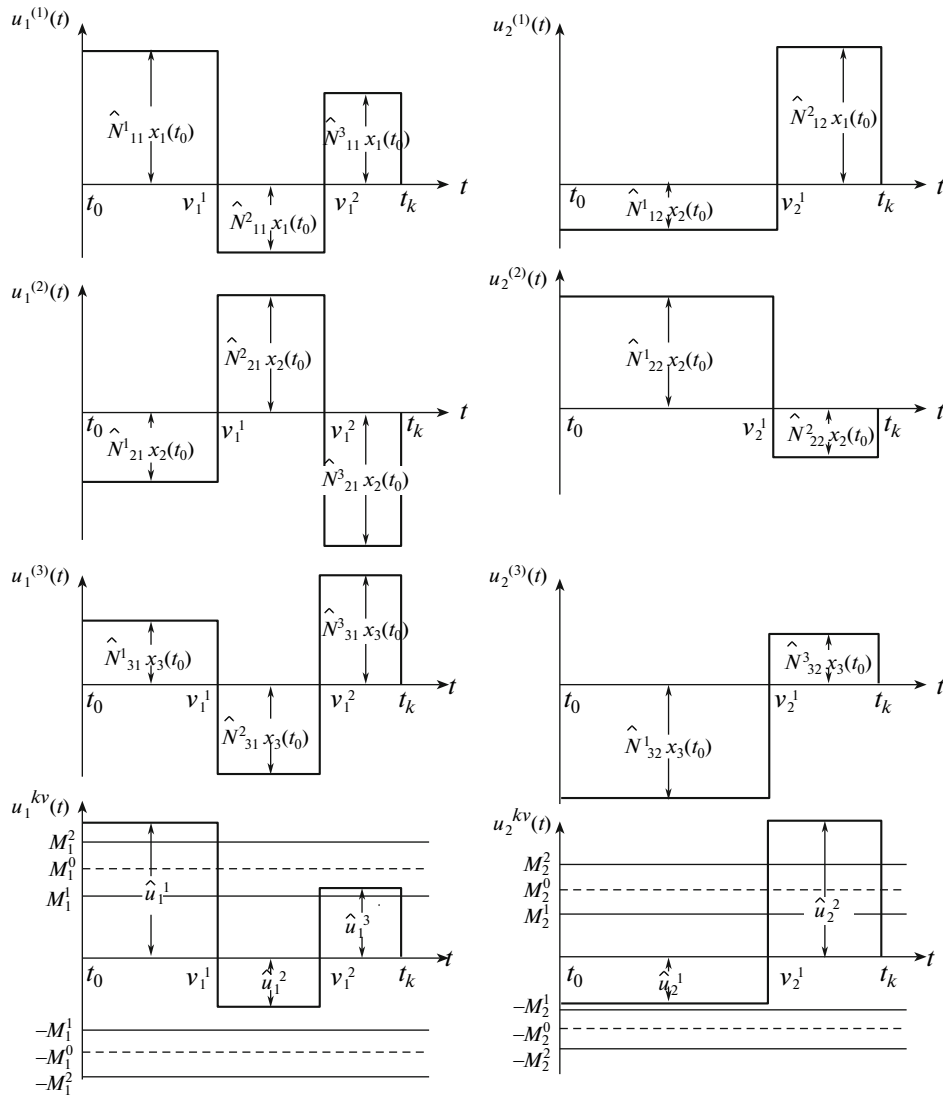 u₁⁽¹⁾(t)
N̂¹₁₁ x₁(t₀)
N̂³₁₁ x₁(t₀)
t₀ v₁¹ v₁² tₖ t
N̂²₁₁ x₁(t₀)
u₂⁽¹⁾(t)
N̂²₁₂ x₁(t₀)
t₀ v₂¹ tₖ t
N̂¹₁₂ x₂(t₀)
u₁⁽²⁾(t)
N̂²₂₁ x₂(t₀)
t₀ v₁¹ v₁² tₖ t
N̂¹₂₁ x₂(t₀)
N̂³₂₁ x₂(t₀)
u₂⁽²⁾(t)
N̂¹₂₂ x₂(t₀)
t₀ v₂¹ tₖ t
N̂²₂₂ x₂(t₀)
u₁⁽³⁾(t)
N̂¹₃₁ x₃(t₀)
N̂³₃₁ x₃(t₀)
t₀ v₁¹ v₁² tₖ t
N̂²₃₁ x₃(t₀)
u₂⁽³⁾(t)
N̂³₃₂ x₃(t₀)
t₀ v₂¹ tₖ t
N̂¹₃₂ x₃(t₀)
u₁ᵏᵛ(t)
M₁²
M₁⁰
M₁¹
û₁¹
û₁³
t₀ v₁¹ v₁² tₖ t
û₁²
–M₁¹
–M₁⁰
–M₁²
u₂ᵏᵛ(t)
M₂²
M₂⁰
M₂¹
û₂²
t₀ v₂¹ tₖ t
û₂¹
–M₂¹
–M₂⁰
–M₂²